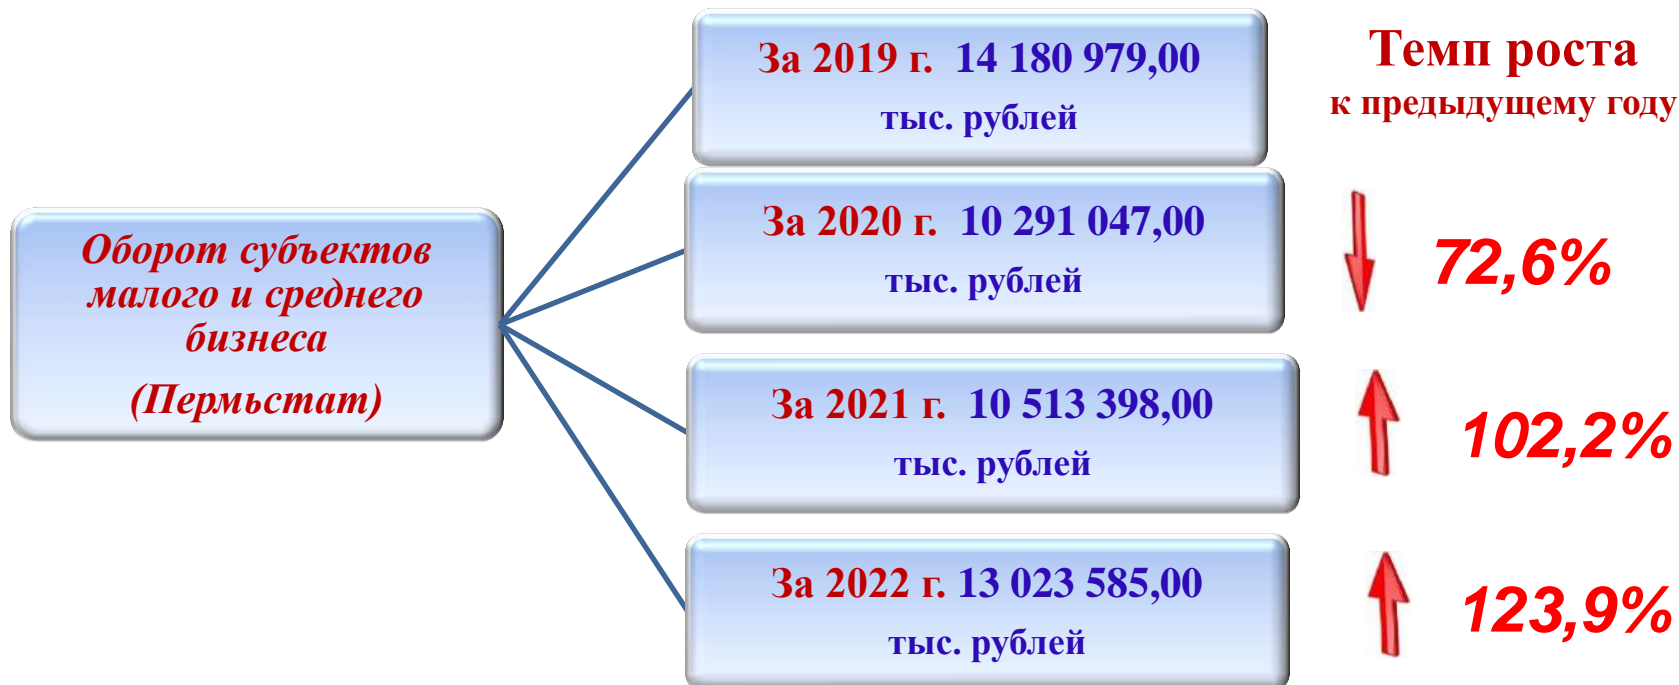 Оборот субъектов
малого и среднего
бизнеса
(Пермьстат)
За 2019 г. 14 180 979,00
тыс. рублей
За 2020 г. 10 291 047,00
тыс. рублей
За 2021 г. 10 513 398,00
тыс. рублей
За 2022 г. 13 023 585,00
тыс. рублей
Темп роста
к предыдущему году
72,6%
102,2%
123,9%